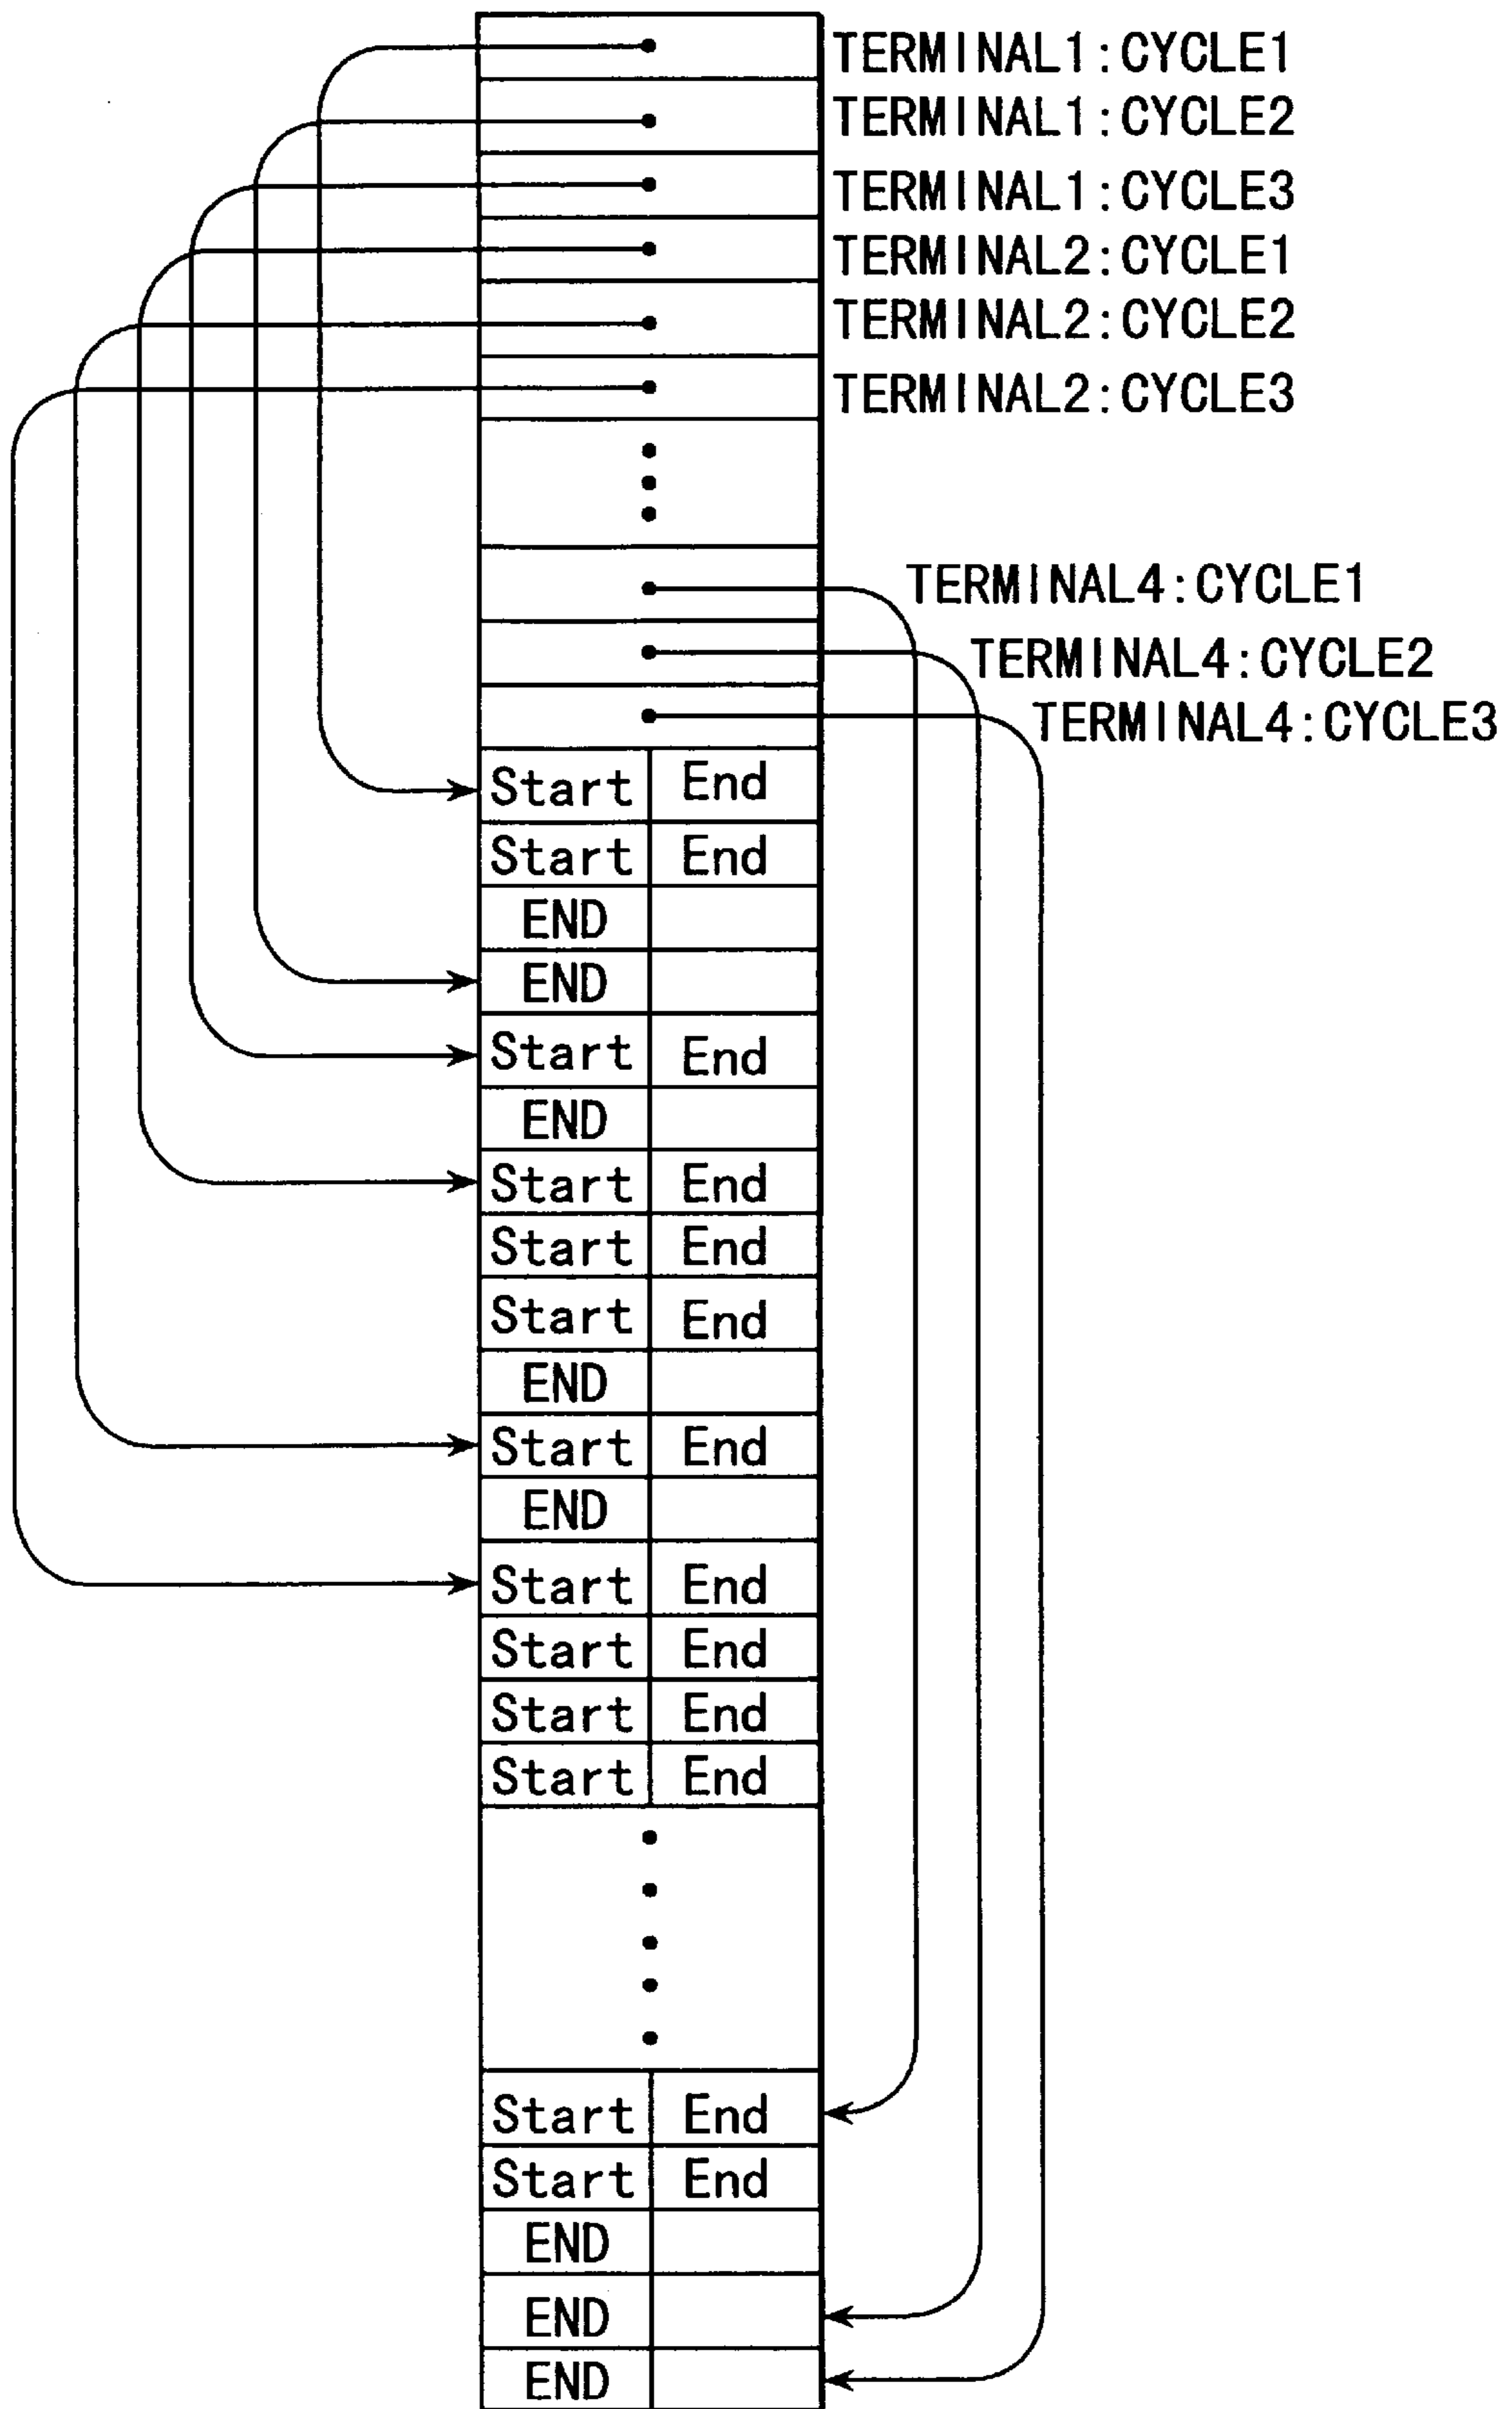 TERMINAL1:CYCLE1
TERMINAL1:CYCLE2
TERMINAL1:CYCLE3
TERMINAL2:CYCLE1
TERMINAL2:CYCLE2
TERMINAL2:CYCLE3
TERMINAL4:CYCLE1
TERMINAL4:CYCLE2
TERMINAL4:CYCLE3
Start End
Start End
END
END
Start End
END
Start End
Start End
Start End
END
Start End
END
Start End
Start End
Start End
Start End
Start End
Start End
END
END
END